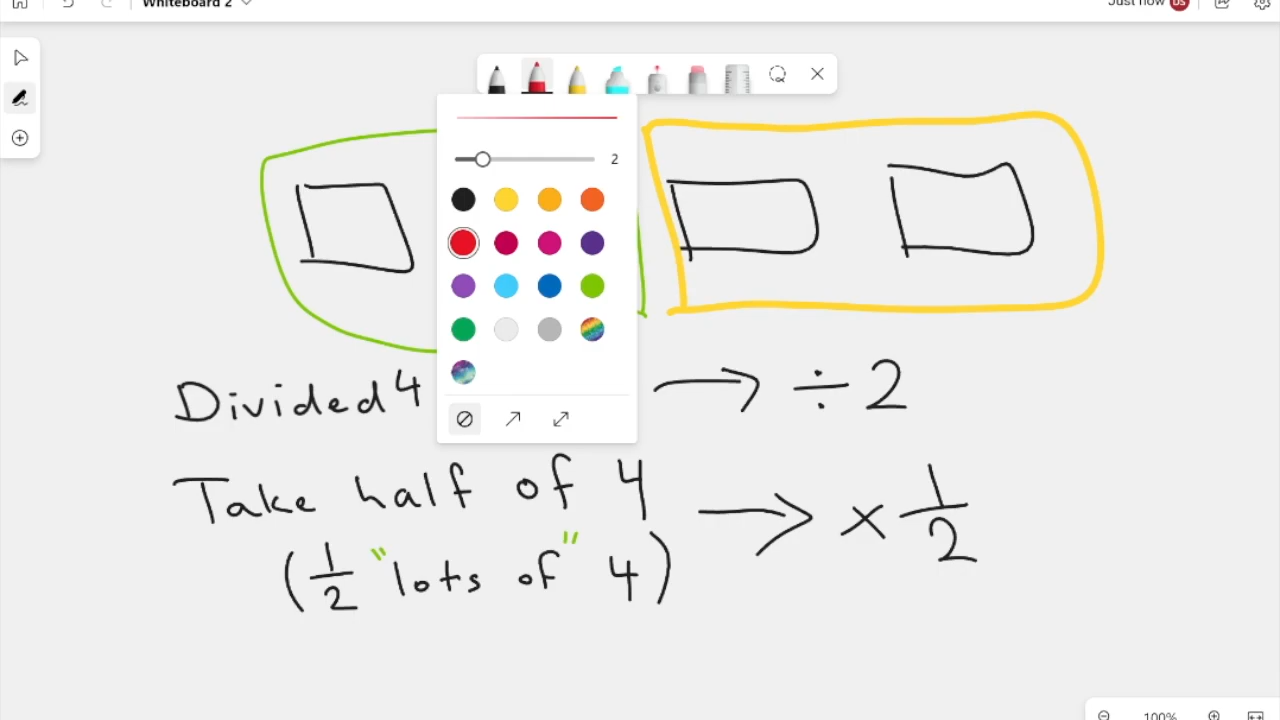 Whiteboard 2
Just now DS
2
Divided 4 → ÷ 2
Take half of 4 → × 1/2
(1/2 "lots of" 4)
100%